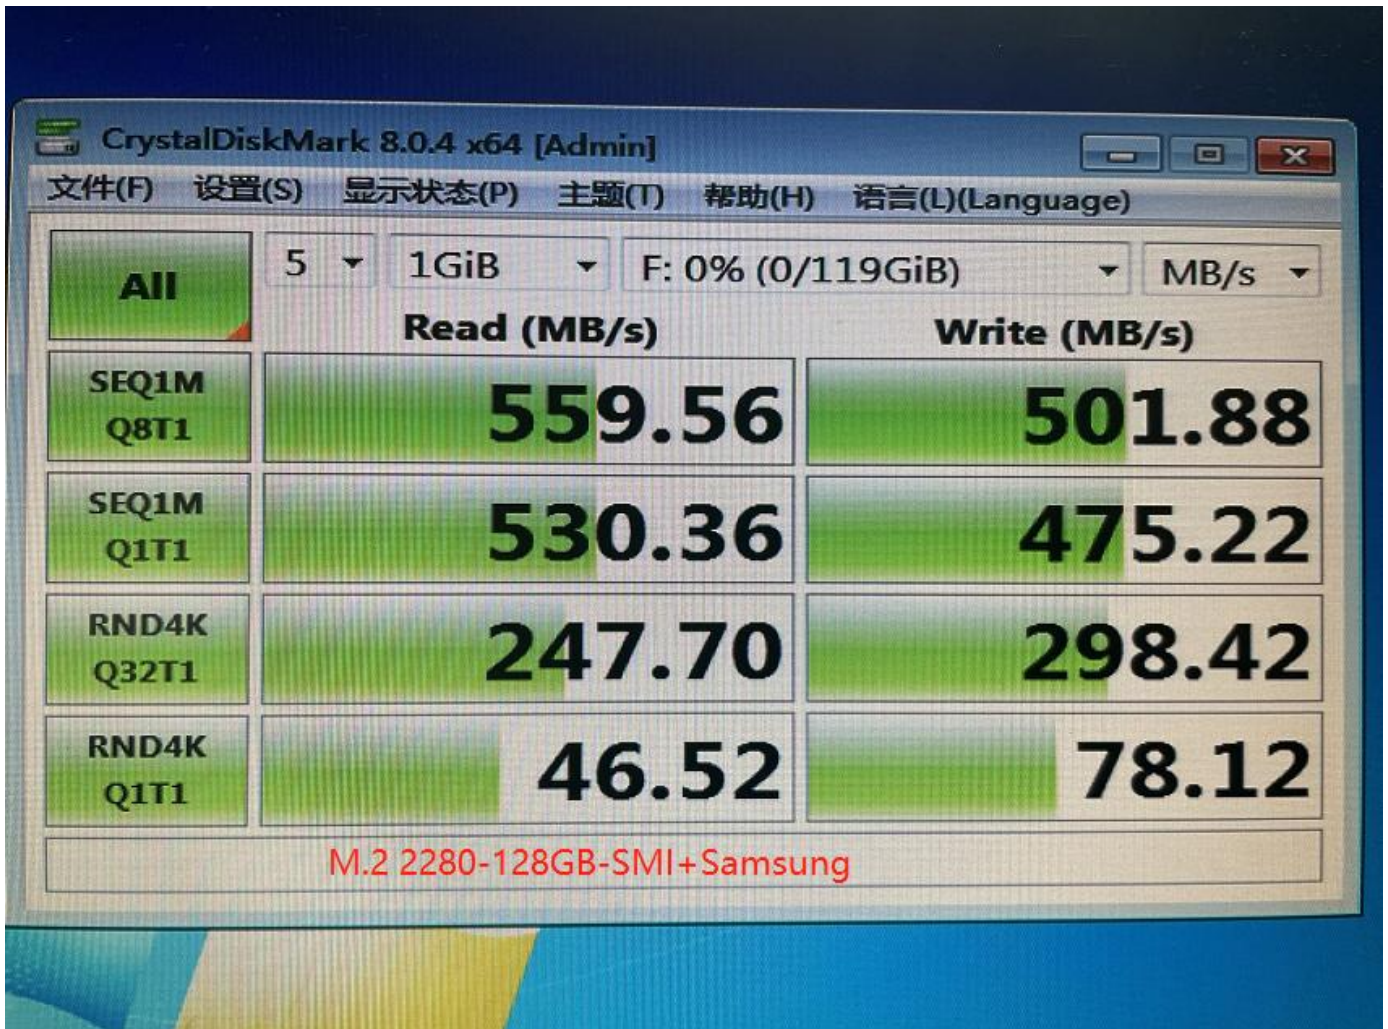 CrystalDiskMark 8.0.4 x64 [Admin]
文件(F) 设置(S) 显示状态(P) 主题(T) 帮助(H) 语言(L)(Language)
All 5 1GiB F: 0% (0/119GiB) MB/s
Read (MB/s) Write (MB/s)
SEQ1M
Q8T1 559.56 501.88
SEQ1M
Q1T1 530.36 475.22
RND4K
Q32T1 247.70 298.42
RND4K
Q1T1 46.52 78.12
M.2 2280-128GB-SMI+Samsung